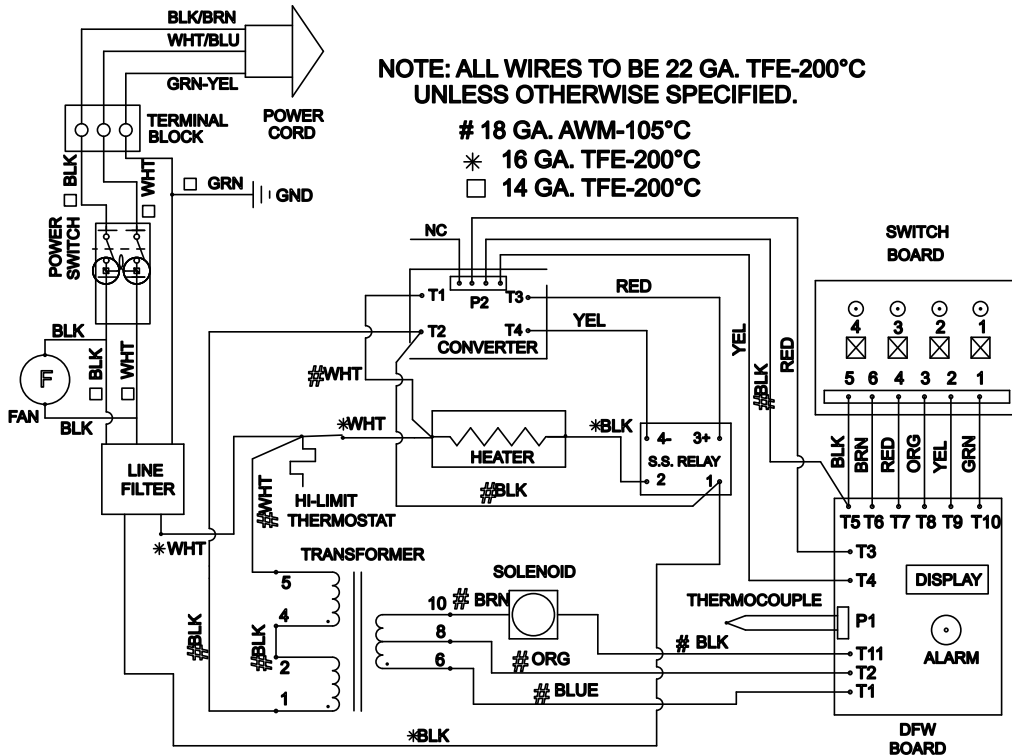 BLK/BRN
WHT/BLU
GRN-YEL
POWER
CORD
TERMINAL
BLOCK
NOTE: ALL WIRES TO BE 22 GA. TFE-200°C
UNLESS OTHERWISE SPECIFIED.
# 18 GA. AWM-105°C
✳ 16 GA. TFE-200°C
□ 14 GA. TFE-200°C
□ BLK
□ WHT
□ GRN
GND
POWER
SWITCH
BLK
F
FAN
BLK
□ BLK
□ WHT
LINE
FILTER
✳WHT
NC
P2
T1
T2
T3
T4
CONVERTER
RED
YEL
#WHT
✳WHT
HEATER
✳BLK
4-
3+
S.S. RELAY
2
1
#BLK
HI-LIMIT
THERMOSTAT
#WHT
TRANSFORMER
5
4
2
1
#BLK
#BLK
10
8
6
# BRN
SOLENOID
# ORG
# BLUE
# BLK
✳BLK
YEL
#BLK
RED
SWITCH
BOARD
4 3 2 1
5 6 4 3 2 1
BLK
BRN
RED
ORG
YEL
GRN
T5 T6 T7 T8 T9 T10
T3
T4
DISPLAY
THERMOCOUPLE
P1
ALARM
T11
T2
T1
DFW
BOARD